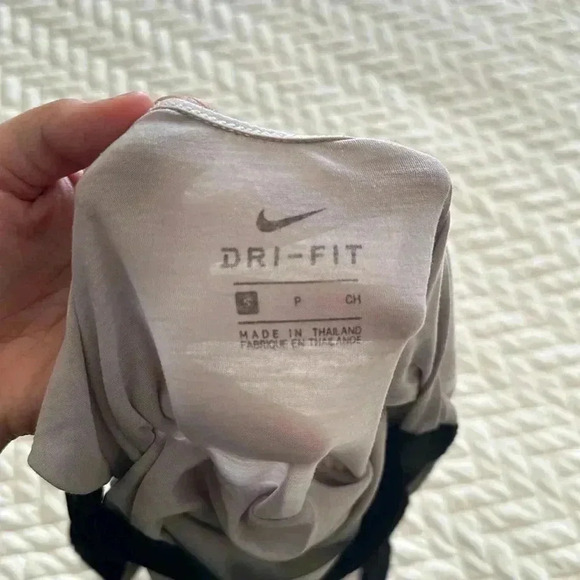 DRI-FIT
S P CH
MADE IN THAILAND
FABRIQUE EN THAILANDE